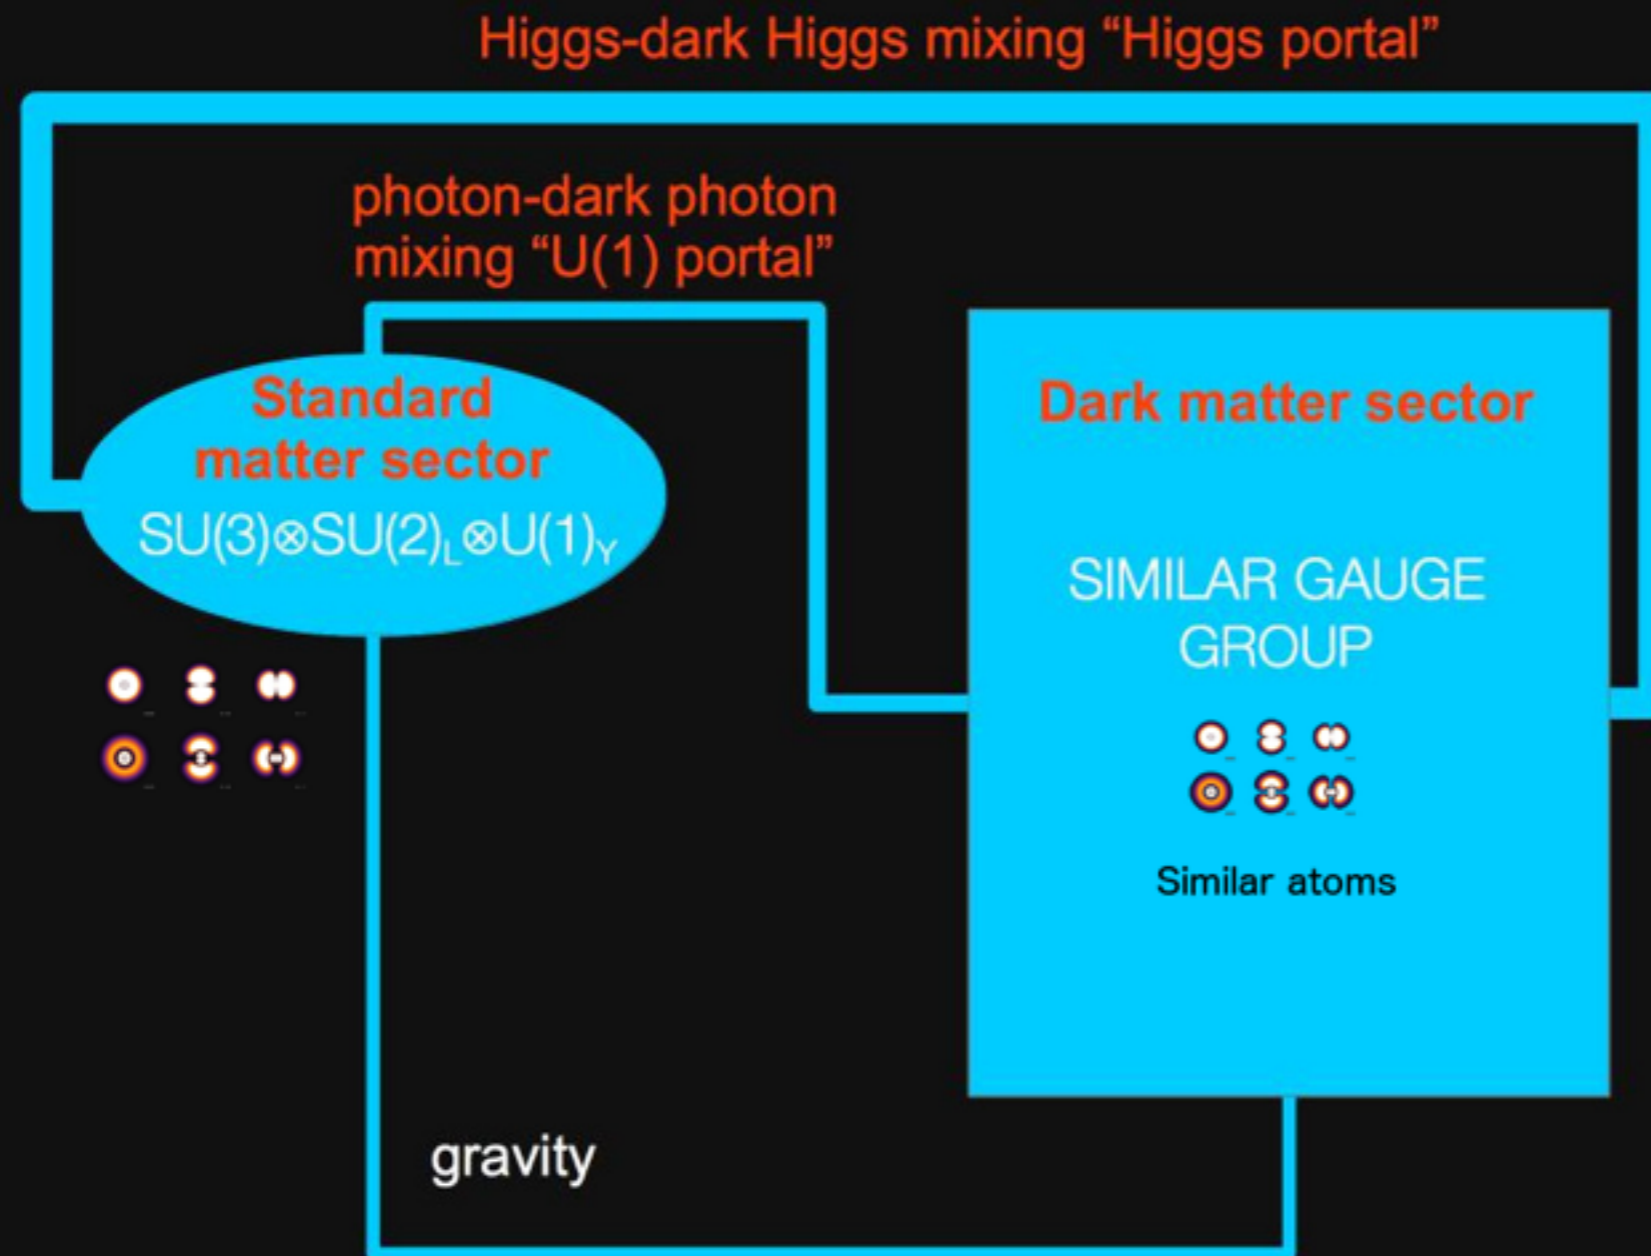 Higgs-dark Higgs mixing “Higgs portal”
photon-dark photon
mixing “U(1) portal”
Standard
matter sector
SU(3)⊗SU(2)L⊗U(1)Y
Dark matter sector
SIMILAR GAUGE
GROUP
Similar atoms
gravity